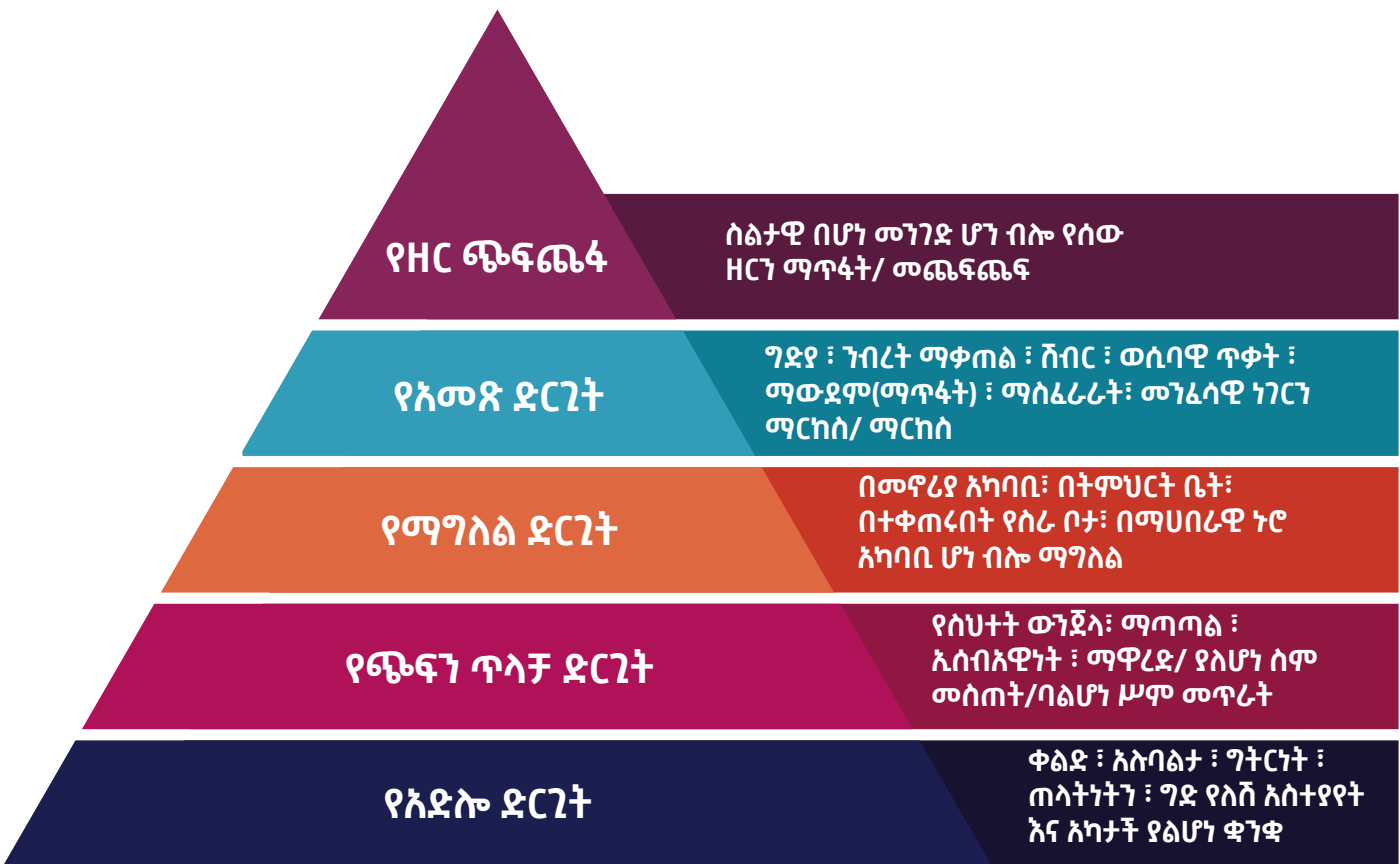 የዘር ጭፍጨፋ
ስልታዊ በሆነ መንገድ ሆን ብሎ የሰው
ዘርን ማጥፋት/ መጨፍጨፍ
የአመጽ ድርጊት
ግድያ ፣ ንብረት ማቃጠል ፣ ሽብር ፣ ወሲባዊ ጥቃት ፣
ማውደም(ማጥፋት) ፣ ማስፈራራት፣ መንፈሳዊ ነገርን
ማርከስ/ ማርከስ
የማግለል ድርጊት
በመኖሪያ አካባቢ፣ በትምህርት ቤት፣
በተቀጠሩበት የስራ ቦታ፣ በማህበራዊ ኑሮ
አካባቢ ሆነ ብሎ ማግለል
የጭፍን ጥላቻ ድርጊት
የስህተት ውንጀላ፣ ማጣጣል ፣
ኢሰብአዊነት ፣ ማዋረድ/ ያለሆነ ስም
መስጠት/ባልሆነ ሥም መጥራት
የአድሎ ድርጊት
ቀልድ ፣ አሉባልታ ፣ ግትርነት ፣
ጠላትነትን ፣ ግድ የለሽ አስተያየት
እና አካታች ያልሆነ ቋንቋ